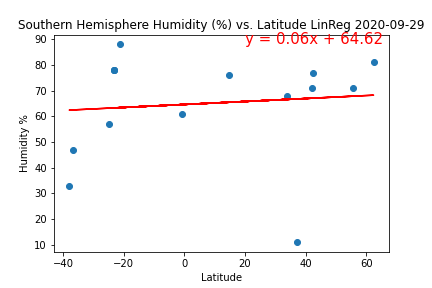 Southern Hemisphere Humidity (%) vs. Latitude LinReg 2020-09-29
y = 0.06x + 64.62
90
80
70
60
50
40
30
20
10
Humidity %
−40 −20 0 20 40 60
Latitude